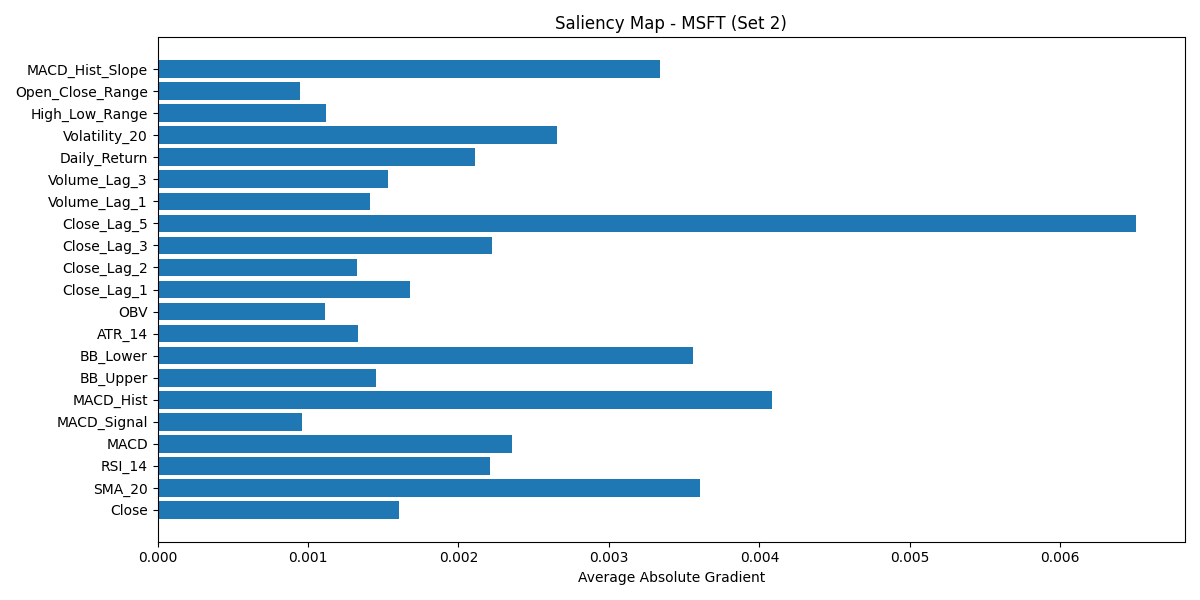 Saliency Map - MSFT (Set 2)
MACD_Hist_Slope
Open_Close_Range
High_Low_Range
Volatility_20
Daily_Return
Volume_Lag_3
Volume_Lag_1
Close_Lag_5
Close_Lag_3
Close_Lag_2
Close_Lag_1
OBV
ATR_14
BB_Lower
BB_Upper
MACD_Hist
MACD_Signal
MACD
RSI_14
SMA_20
Close
0.000 0.001 0.002 0.003 0.004 0.005 0.006
Average Absolute Gradient